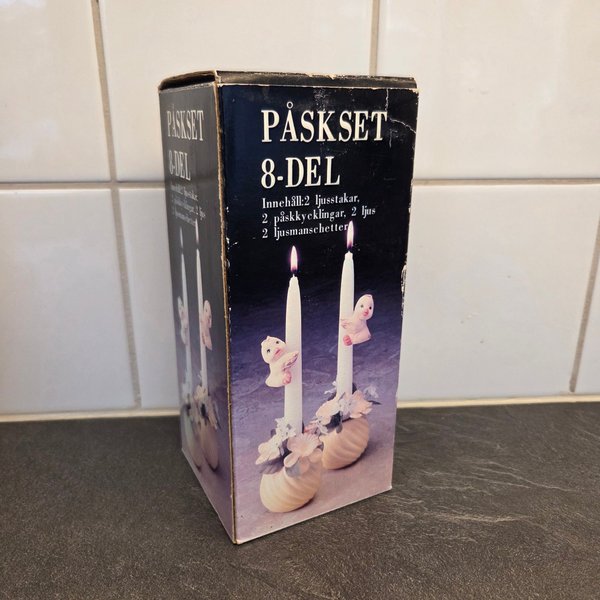 PÅSKSET
8-DEL
Innehåll:2 ljusstakar,
2 påskkycklingar, 2 ljus
2 ljusmanschetter
PÅSKSET
8-DEL